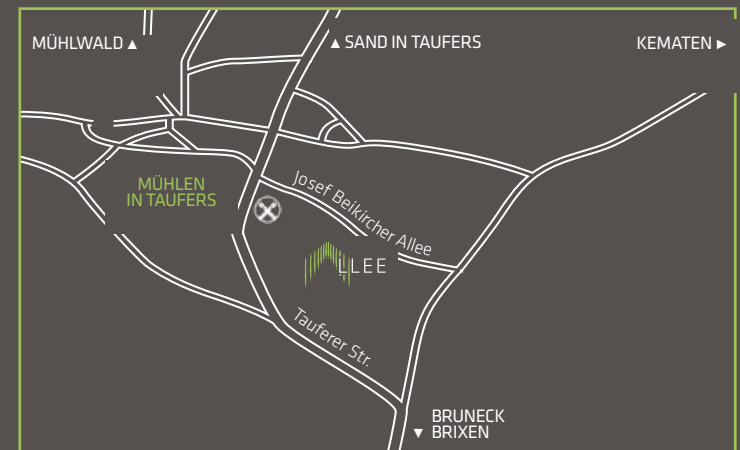 MÜHLWALD ▲
▲ SAND IN TAUFERS
KEMATEN ►
MÜHLEN
IN TAUFERS
Josef Beikircher Allee
LLEE
Tauferer Str.
BRUNECK
▼ BRIXEN